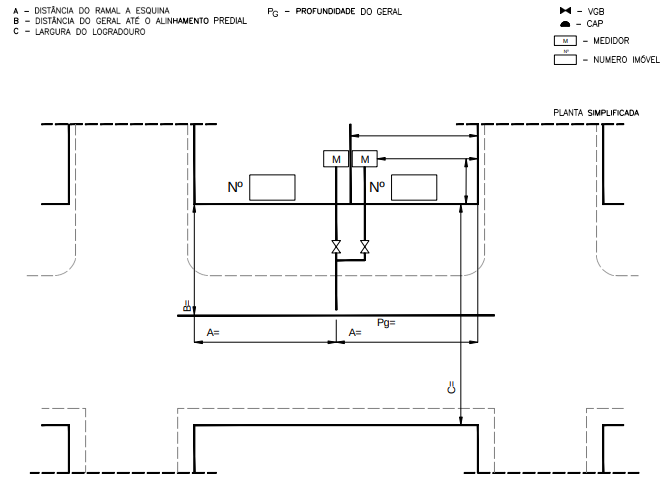 A – DISTÂNCIA DO RAMAL A ESQUINA
B – DISTÂNCIA DO GERAL ATÉ O ALINHAMENTO PREDIAL
C – LARGURA DO LOGRADOURO
PG – PROFUNDIDADE DO GERAL
– VGB
– CAP
M – MEDIDOR
Nº
– NUMERO IMÓVEL
PLANTA SIMPLIFICADA
M M
Nº Nº
B=
Pg=
A= A=
C=